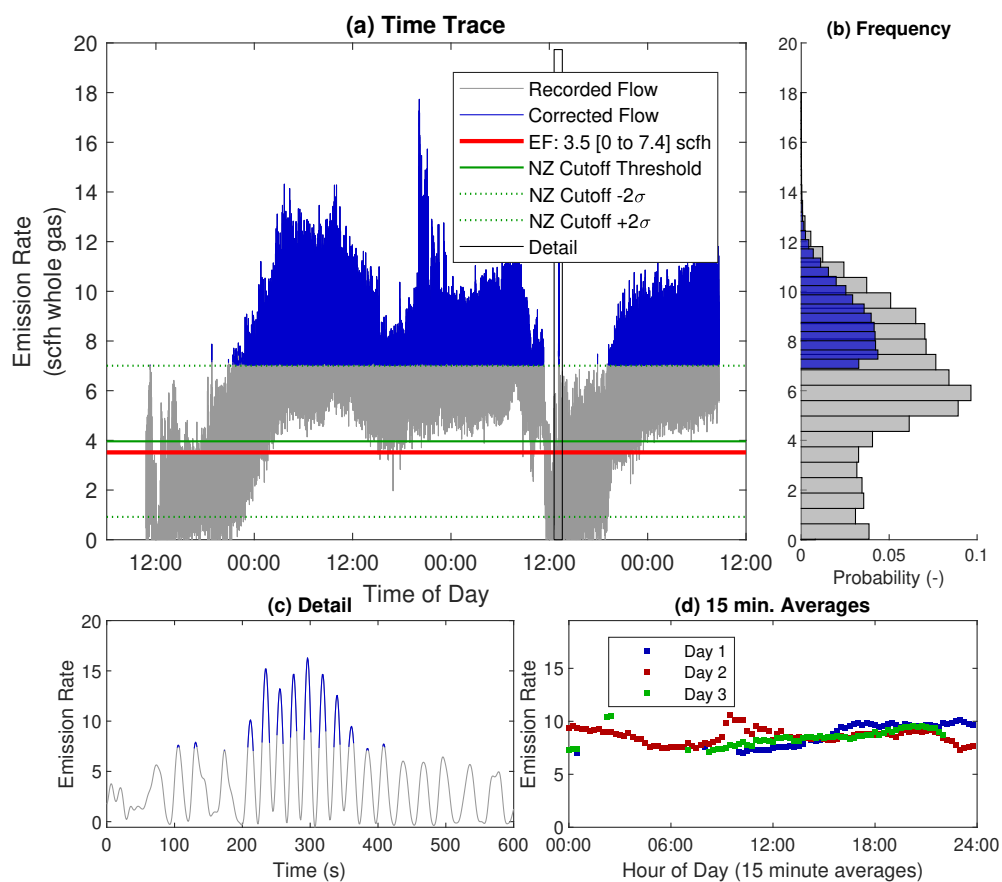 (a) Time Trace
20
18
16
14
12
10
8
6
4
2
0
Emission Rate
(scfh whole gas)
12:00 00:00 12:00 00:00 12:00 00:00 12:00
Time of Day
Recorded Flow
Corrected Flow
EF: 3.5 [0 to 7.4] scfh
NZ Cutoff Threshold
NZ Cutoff -2σ
NZ Cutoff +2σ
Detail
(b) Frequency
20
18
16
14
12
10
8
6
4
2
0
0 0.05 0.1
Probability (-)
(c) Detail
20
15
10
5
0
Emission Rate
0 100 200 300 400 500 600
Time (s)
(d) 15 min. Averages
15
10
5
0
Emission Rate
Day 1
Day 2
Day 3
00:00 06:00 12:00 18:00 24:00
Hour of Day (15 minute averages)